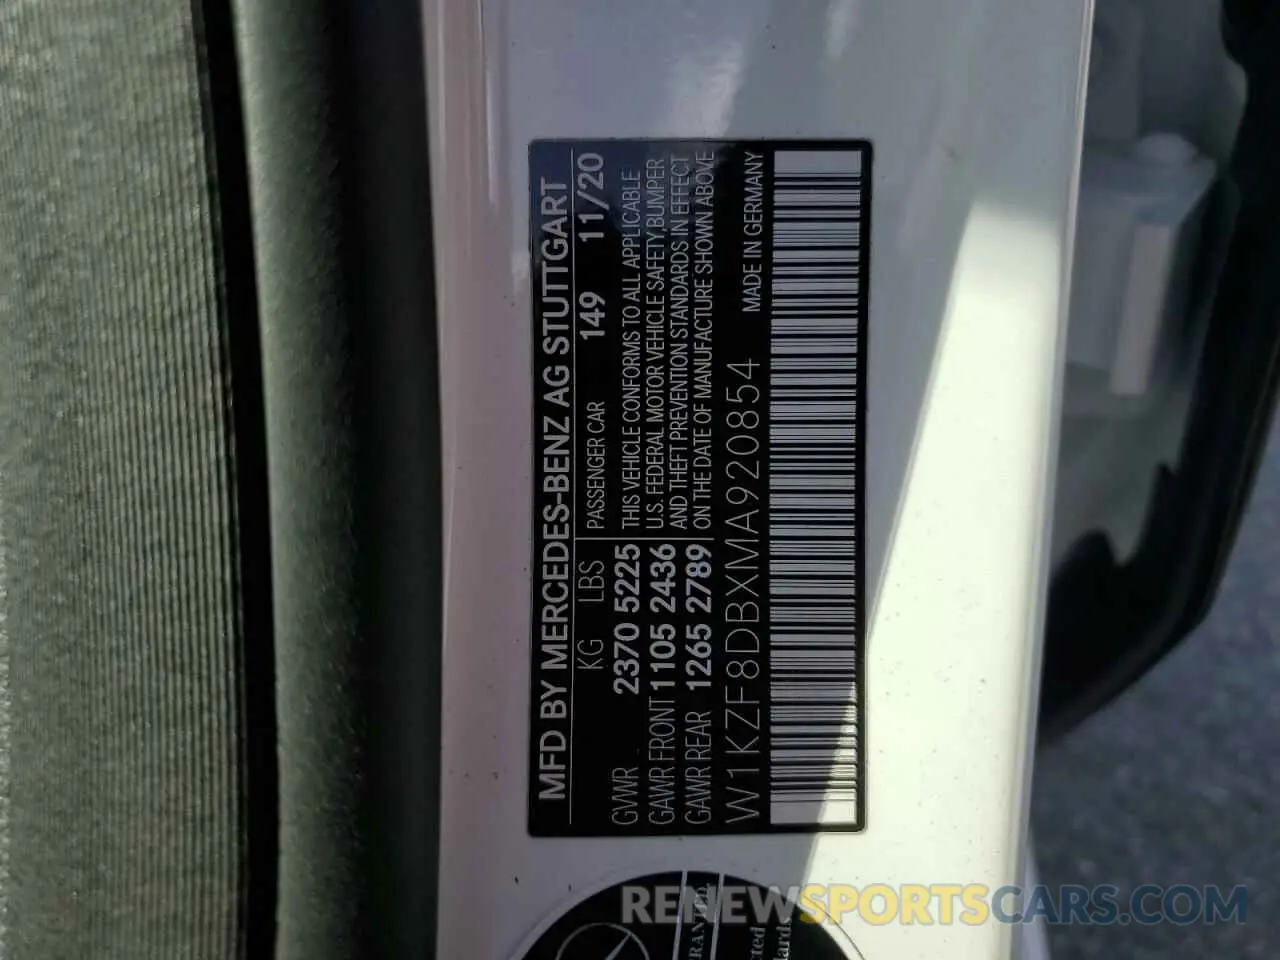 MFD BY MERCEDES-BENZ AG STUTTGART
KG LBS PASSENGER CAR 149 11/20
GVWR 2370 5225 THIS VEHICLE CONFORMS TO ALL APPLICABLE
GAWR FRONT 1105 2436 U.S. FEDERAL MOTOR VEHICLE SAFETY, BUMPER
AND THEFT PREVENTION STANDARDS IN EFFECT
GAWR REAR 1265 2789 ON THE DATE OF MANUFACTURE SHOWN ABOVE
W1KZF8DBXMA920854 MADE IN GERMANY
RENEWSPORTSCARS.COM